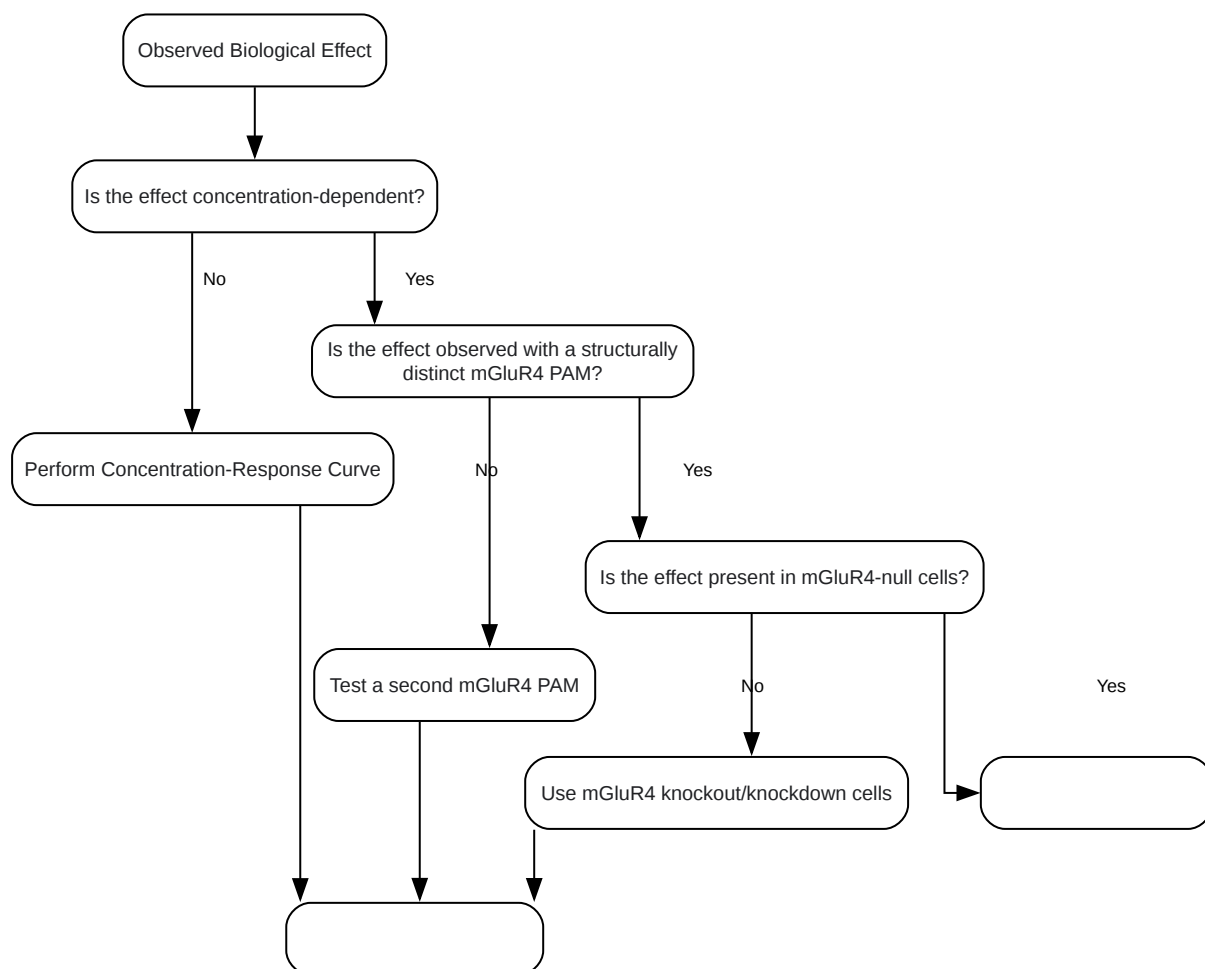 Observed Biological Effect
Is the effect concentration-dependent?
No
Yes
Is the effect observed with a structurally
distinct mGluR4 PAM?
Perform Concentration-Response Curve
No
Yes
Is the effect present in mGluR4-null cells?
Test a second mGluR4 PAM
No
Yes
Use mGluR4 knockout/knockdown cells